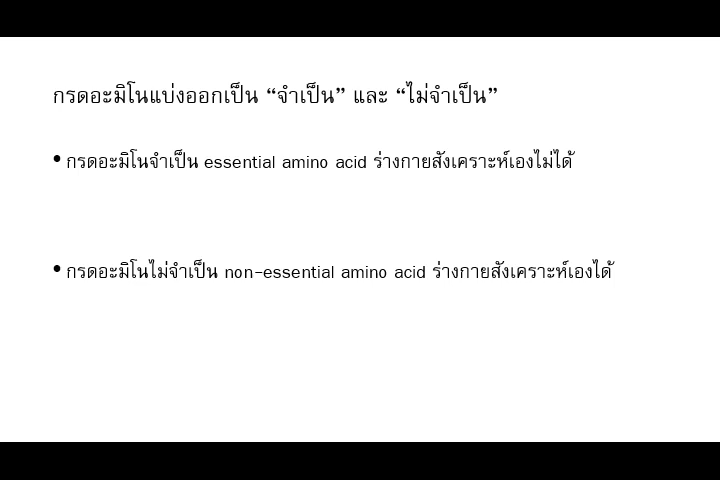 กรดอะมิโนแบ่งออกเป็น “จำเป็น” และ “ไม่จำเป็น”
• กรดอะมิโนจำเป็น essential amino acid ร่างกายสังเคราะห์เองไม่ได้
• กรดอะมิโนไม่จำเป็น non-essential amino acid ร่างกายสังเคราะห์เองได้